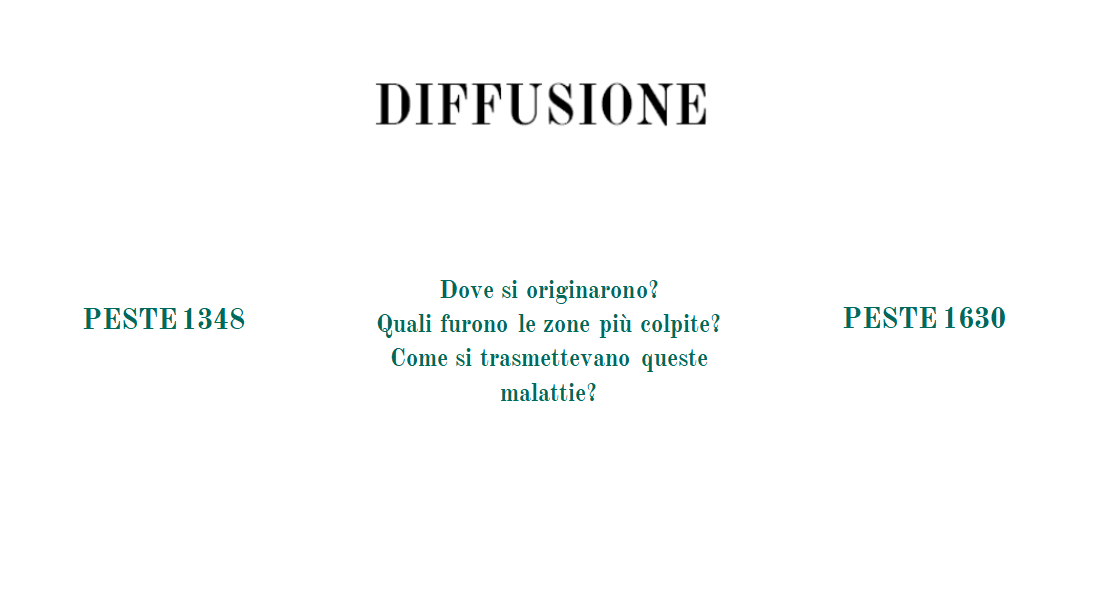 DIFFUSIONE
PESTE 1348
Dove si originarono?
Quali furono le zone più colpite?
Come si trasmettevano queste
malattie?
PESTE 1630